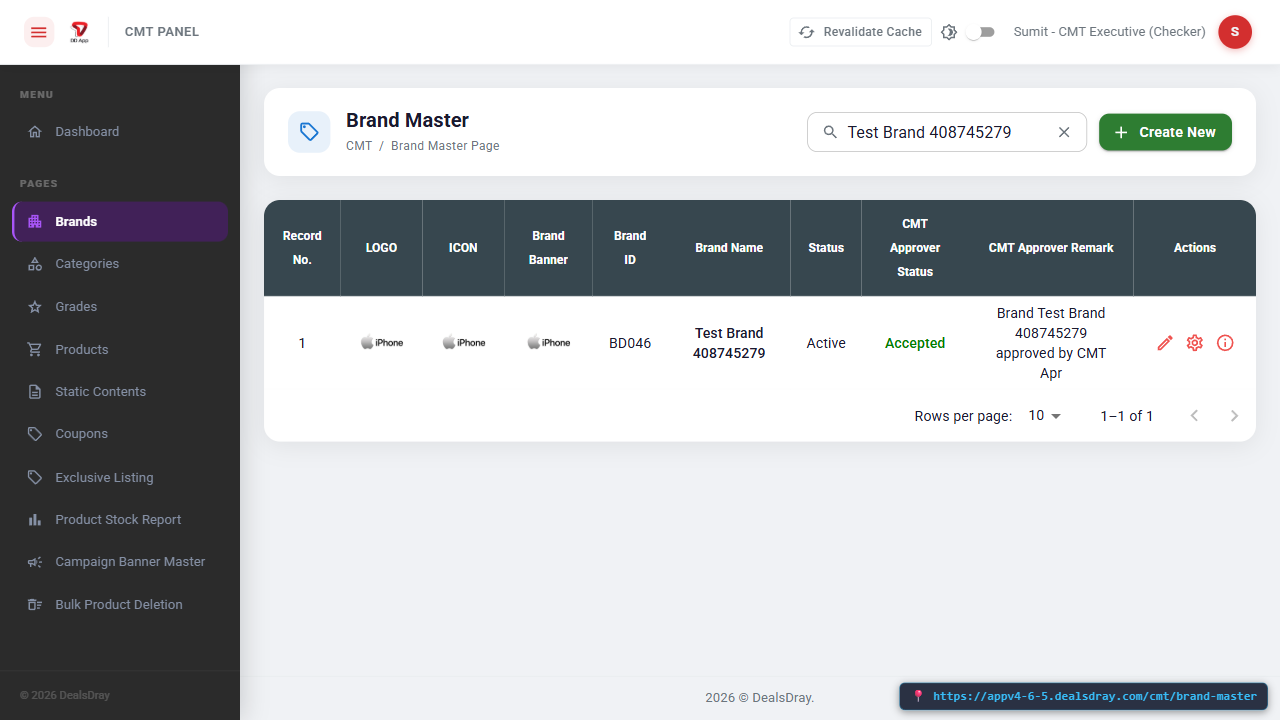 DD App
CMT PANEL
Revalidate Cache
Sumit - CMT Executive (Checker)
S
MENU
Dashboard
PAGES
Brands
Categories
Grades
Products
Static Contents
Coupons
Exclusive Listing
Product Stock Report
Campaign Banner Master
Bulk Product Deletion
© 2026 DealsDray
Brand Master
CMT / Brand Master Page
Test Brand 408745279
Create New
Record
No.
LOGO
ICON
Brand
Banner
Brand
ID
Brand Name
Status
CMT
Approver
Status
CMT Approver Remark
Actions
1
iPhone
iPhone
iPhone
BD046
Test Brand
408745279
Active
Accepted
Brand Test Brand
408745279
approved by CMT
Apr
Rows per page:
10
1–1 of 1
2026 © DealsDray.
https://appv4-6-5.dealsdray.com/cmt/brand-master